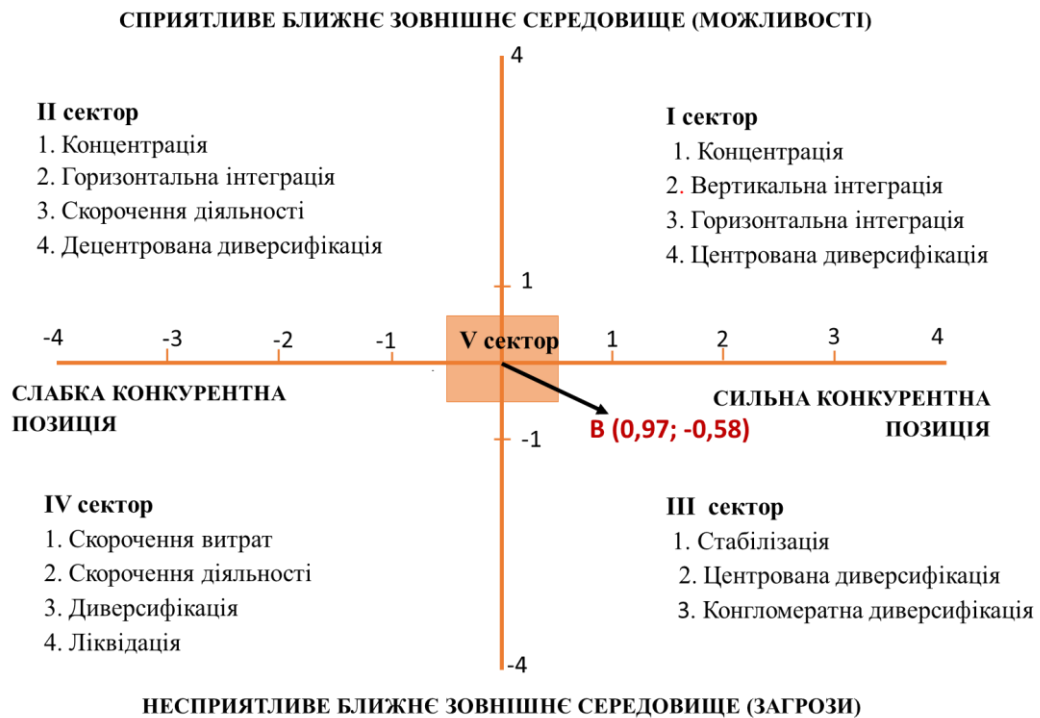 СПРИЯТЛИВЕ БЛИЖНЄ ЗОВНІШНЄ СЕРЕДОВИЩЕ (МОЖЛИВОСТІ)
4
II сектор
1. Концентрація
2. Горизонтальна інтеграція
3. Скорочення діяльності
4. Децентрована диверсифікація
I сектор
1. Концентрація
2. Вертикальна інтеграція
3. Горизонтальна інтеграція
4. Центрована диверсифікація
1
-4 -3 -2 -1 V сектор 1 2 3 4
СЛАБКА КОНКУРЕНТНА
ПОЗИЦІЯ
СИЛЬНА КОНКУРЕНТНА
ПОЗИЦІЯ
В (0,97; -0,58)
-1
IV сектор
1. Скорочення витрат
2. Скорочення діяльності
3. Диверсифікація
4. Ліквідація
III сектор
1. Стабілізація
2. Центрована диверсифікація
3. Конгломератна диверсифікація
-4
НЕСПРИЯТЛИВЕ БЛИЖНЄ ЗОВНІШНЄ СЕРЕДОВИЩЕ (ЗАГРОЗИ)